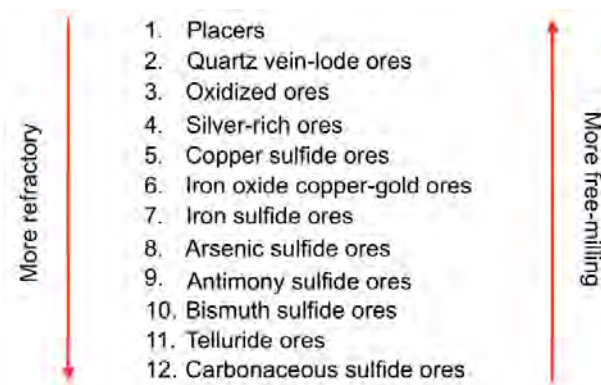 More refractory
1. Placers
2. Quartz vein-lode ores
3. Oxidized ores
4. Silver-rich ores
5. Copper sulfide ores
6. Iron oxide copper-gold ores
7. Iron sulfide ores
8. Arsenic sulfide ores
9. Antimony sulfide ores
10. Bismuth sulfide ores
11. Telluride ores
12. Carbonaceous sulfide ores
More free-milling